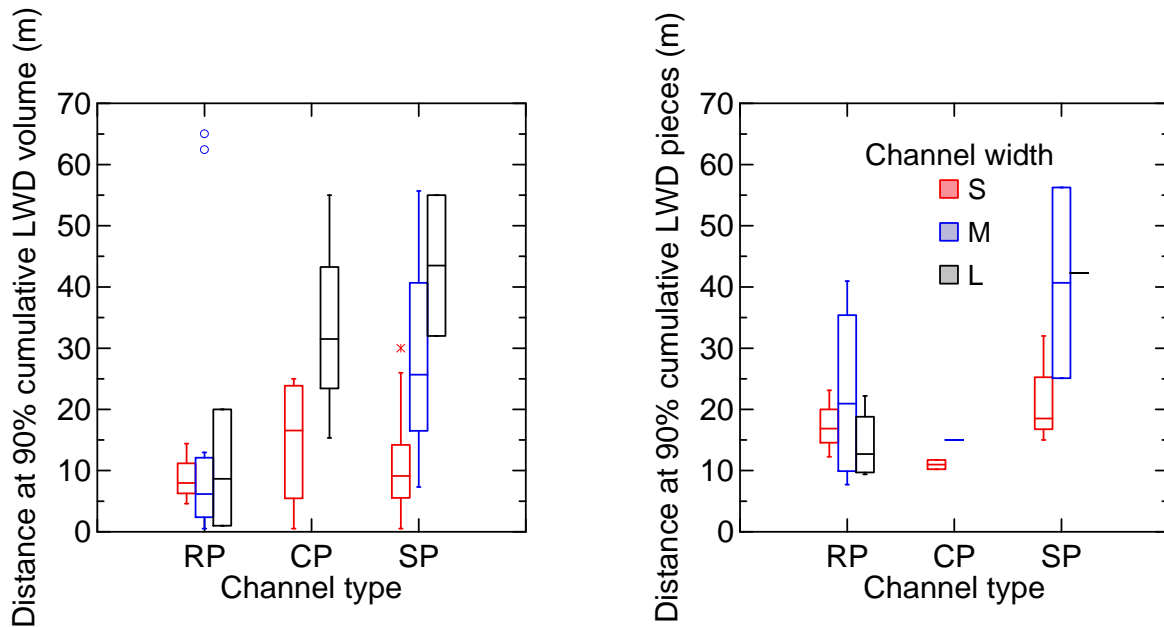 Distance at 90% cumulative LWD volume (m)
70
60
50
40
30
20
10
0
RP CP SP
Channel type
Distance at 90% cumulative LWD pieces (m)
70
60
50
40
30
20
10
0
Channel width
S
M
L
RP CP SP
Channel type